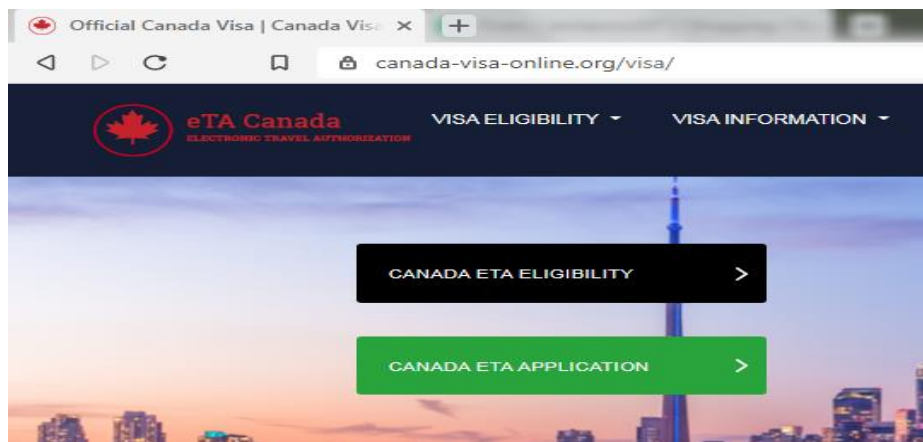 Official Canada Visa | Canada Vis
canada-visa-online.org/visa/
eTA Canada
ELECTRONIC TRAVEL AUTHORIZATION
VISA ELIGIBILITY
VISA INFORMATION
CANADA ETA ELIGIBILITY
CANADA ETA APPLICATION